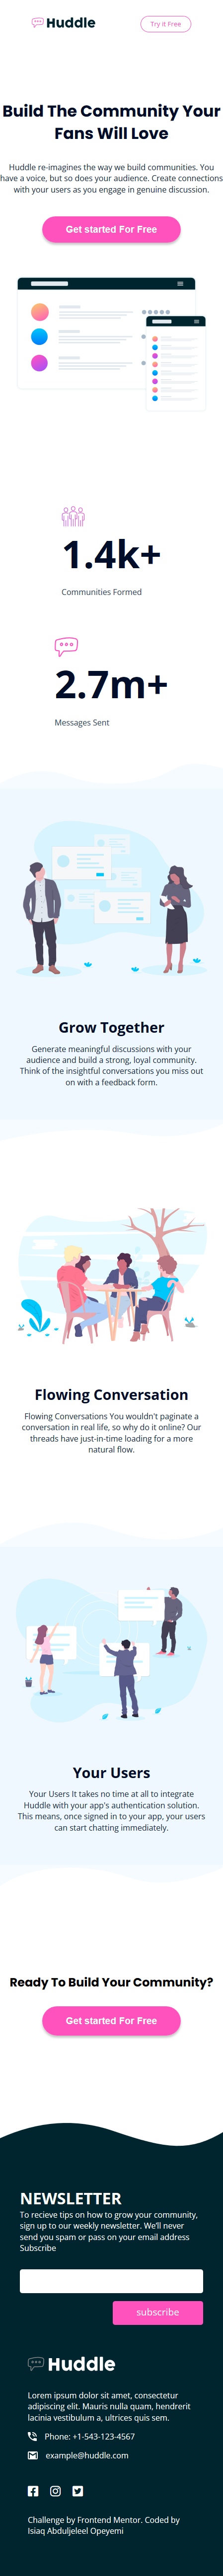 Huddle
Try it Free
Build The Community Your
Fans Will Love
Huddle re-imagines the way we build communities. You
have a voice, but so does your audience. Create connections
with your users as you engage in genuine discussion.
Get started For Free
1.4k+
Communities Formed
2.7m+
Messages Sent
Grow Together
Generate meaningful discussions with your
audience and build a strong, loyal community.
Think of the insightful conversations you miss out
on with a feedback form.
Flowing Conversation
Flowing Conversations You wouldn't paginate a
conversation in real life, so why do it online? Our
threads have just-in-time loading for a more
natural flow.
Your Users
Your Users It takes no time at all to integrate
Huddle with your app's authentication solution.
This means, once signed in to your app, your users
can start chatting immediately.
Ready To Build Your Community?
Get started For Free
NEWSLETTER
To recieve tips on how to grow your community,
sign up to our weekly newsletter. We'll never
send you spam or pass on your email address
Subscribe
subscribe
Huddle
Lorem ipsum dolor sit amet, consectetur
adipiscing elit. Mauris nulla quam, hendrerit
lacinia vestibulum a, ultrices quis sem.
Phone: +1-543-123-4567
example@huddle.com
Challenge by Frontend Mentor. Coded by
Isiaq Abduljeleel Opeyemi